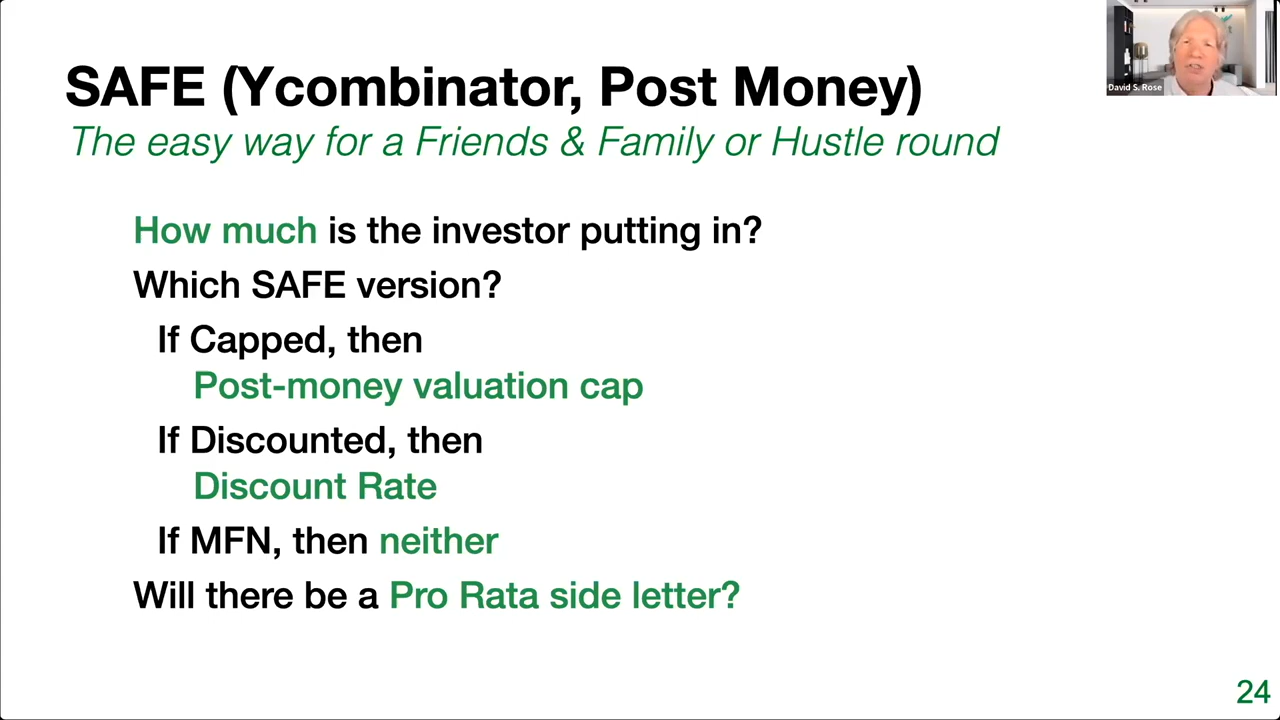 SAFE (Ycombinator, Post Money)
The easy way for a Friends & Family or Hustle round
How much is the investor putting in?
Which SAFE version?
If Capped, then
Post-money valuation cap
If Discounted, then
Discount Rate
If MFN, then neither
Will there be a Pro Rata side letter?
David S. Rose
24